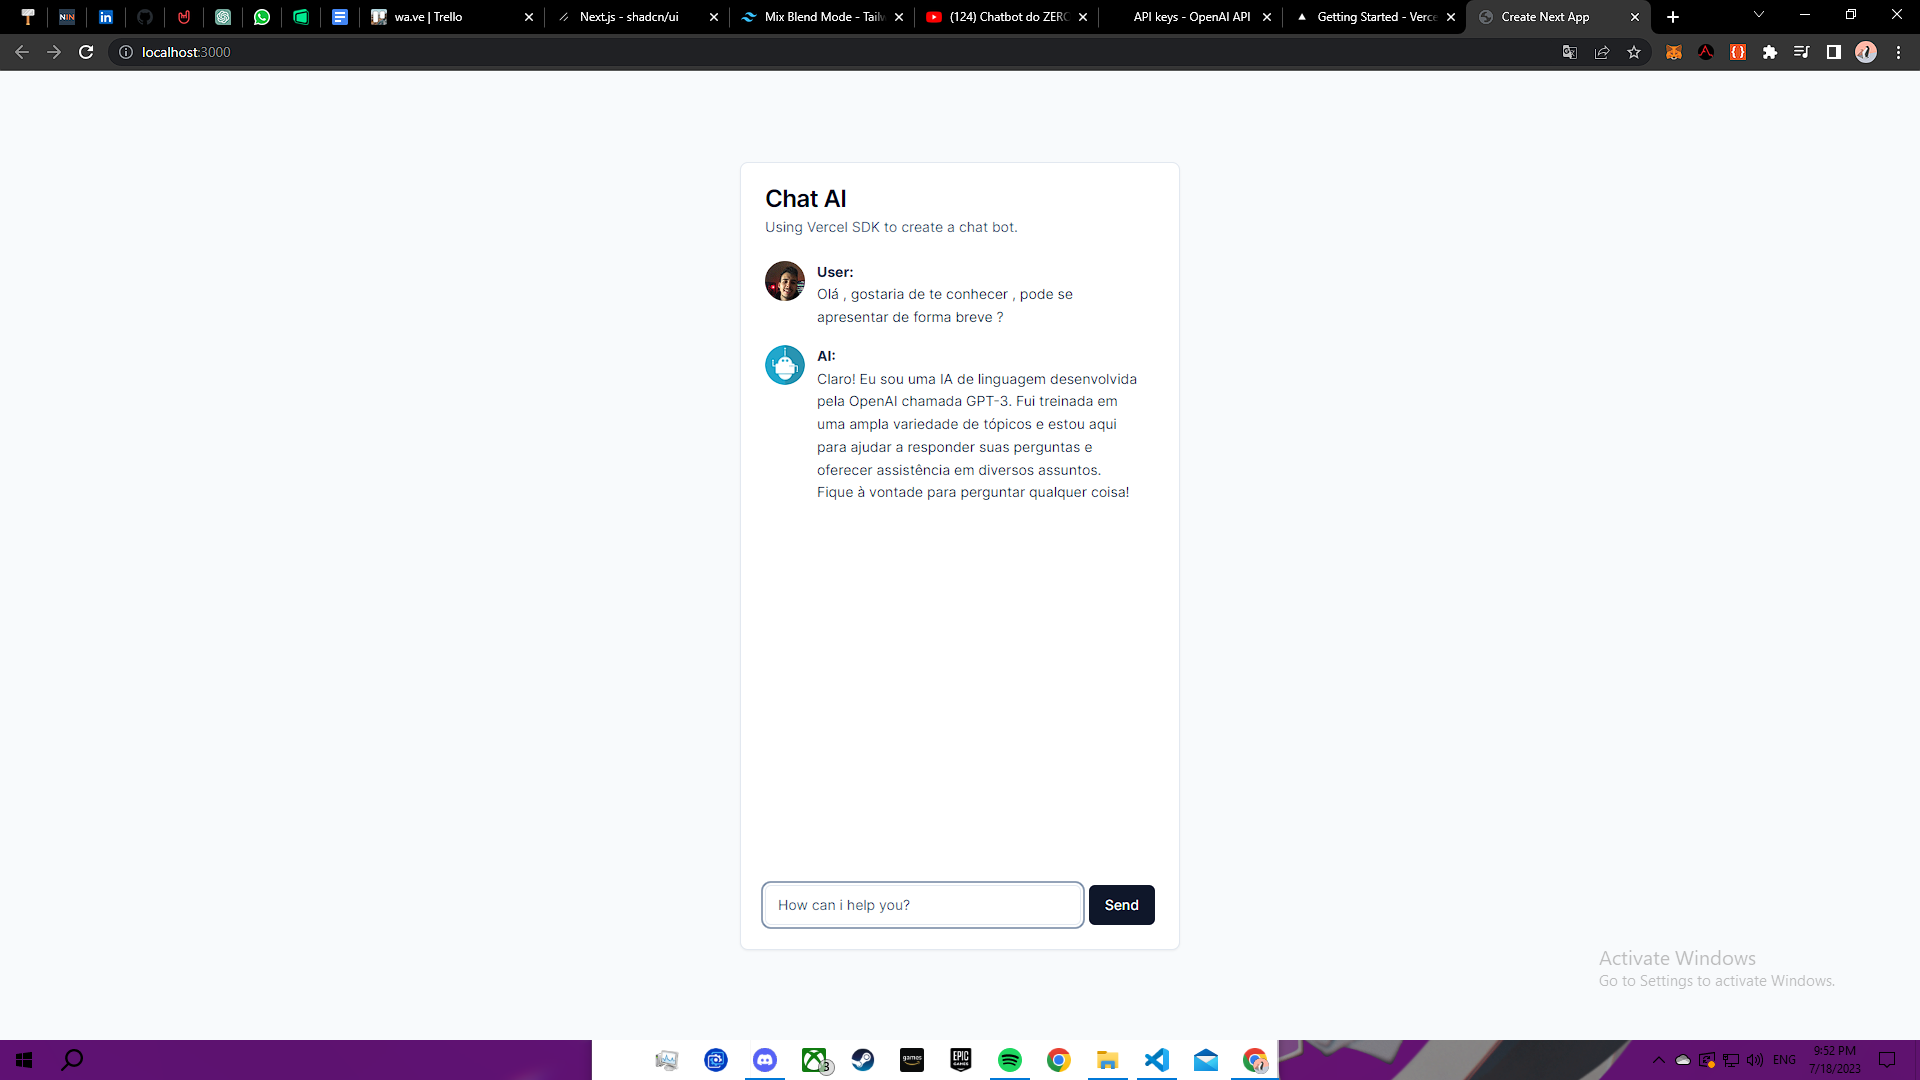 wa.ve | Trello
Next.js - shadcn/ui
Mix Blend Mode - Tailw
(124) Chatbot do ZERO
API keys - OpenAI API
Getting Started - Verce
Create Next App
localhost:3000
Chat AI
Using Vercel SDK to create a chat bot.
User:
Olá , gostaria de te conhecer , pode se
apresentar de forma breve ?
AI:
Claro! Eu sou uma IA de linguagem desenvolvida
pela OpenAI chamada GPT-3. Fui treinada em
uma ampla variedade de tópicos e estou aqui
para ajudar a responder suas perguntas e
oferecer assistência em diversos assuntos.
Fique à vontade para perguntar qualquer coisa!
How can i help you?
Send
Activate Windows
Go to Settings to activate Windows.
3
games
EPIC
GAMES
ENG
9:52 PM
7/18/2023